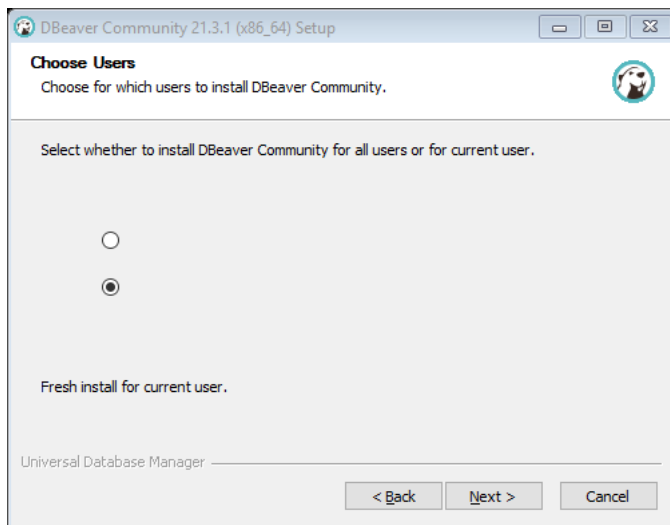 DBeaver Community 21.3.1 (x86_64) Setup
Choose Users
Choose for which users to install DBeaver Community.
Select whether to install DBeaver Community for all users or for current user.
Fresh install for current user.
Universal Database Manager
< Back Next > Cancel